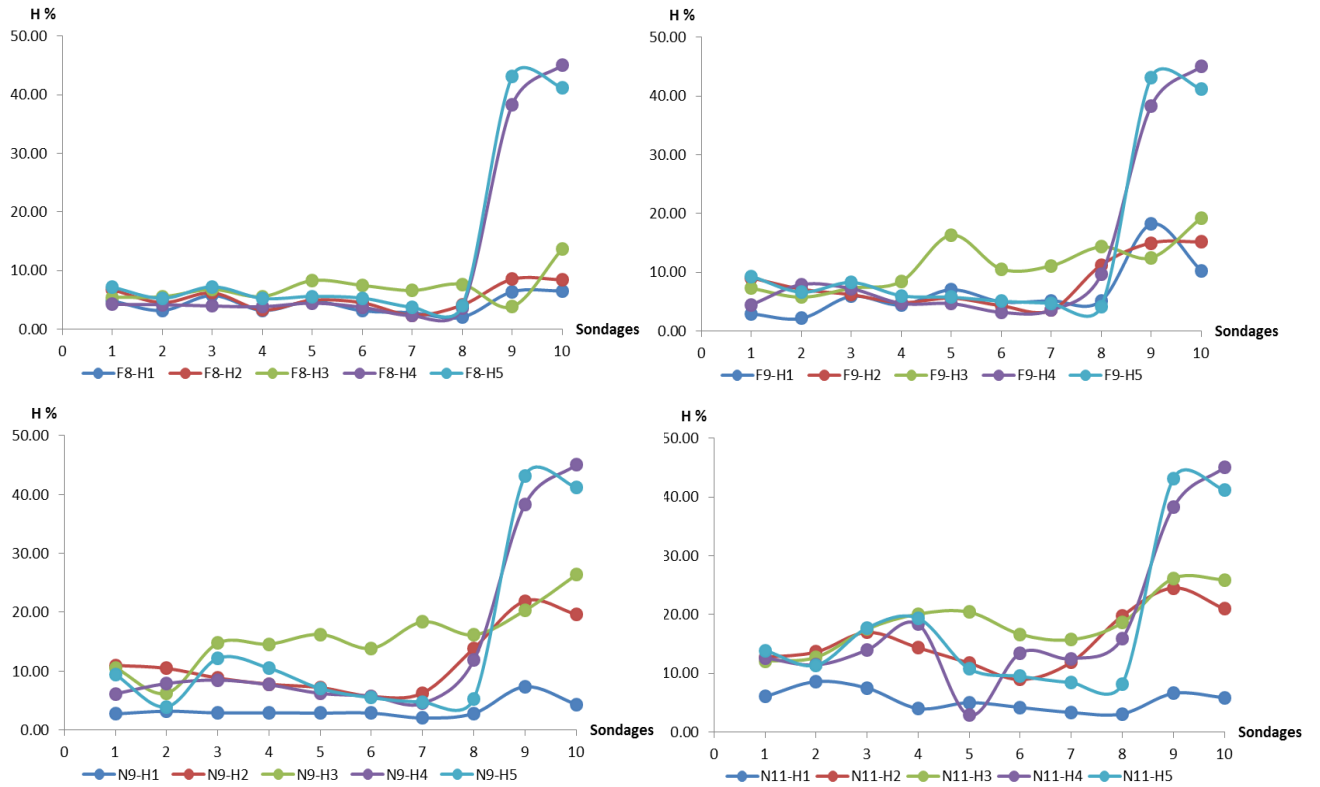 H %
50.00
40.00
30.00
20.00
10.00
0.00
0 1 2 3 4 5 6 7 8 9 10
Sondages
F8-H1 F8-H2 F8-H3 F8-H4 F8-H5
H %
50.00
40.00
30.00
20.00
10.00
0.00
0 1 2 3 4 5 6 7 8 9 10
Sondages
F9-H1 F9-H2 F9-H3 F9-H4 F9-H5
H %
50.00
40.00
30.00
20.00
10.00
0.00
0 1 2 3 4 5 6 7 8 9 10
Sondages
N9-H1 N9-H2 N9-H3 N9-H4 N9-H5
H %
50.00
40.00
30.00
20.00
10.00
0.00
0 1 2 3 4 5 6 7 8 9 10
Sondages
N11-H1 N11-H2 N11-H3 N11-H4 N11-H5